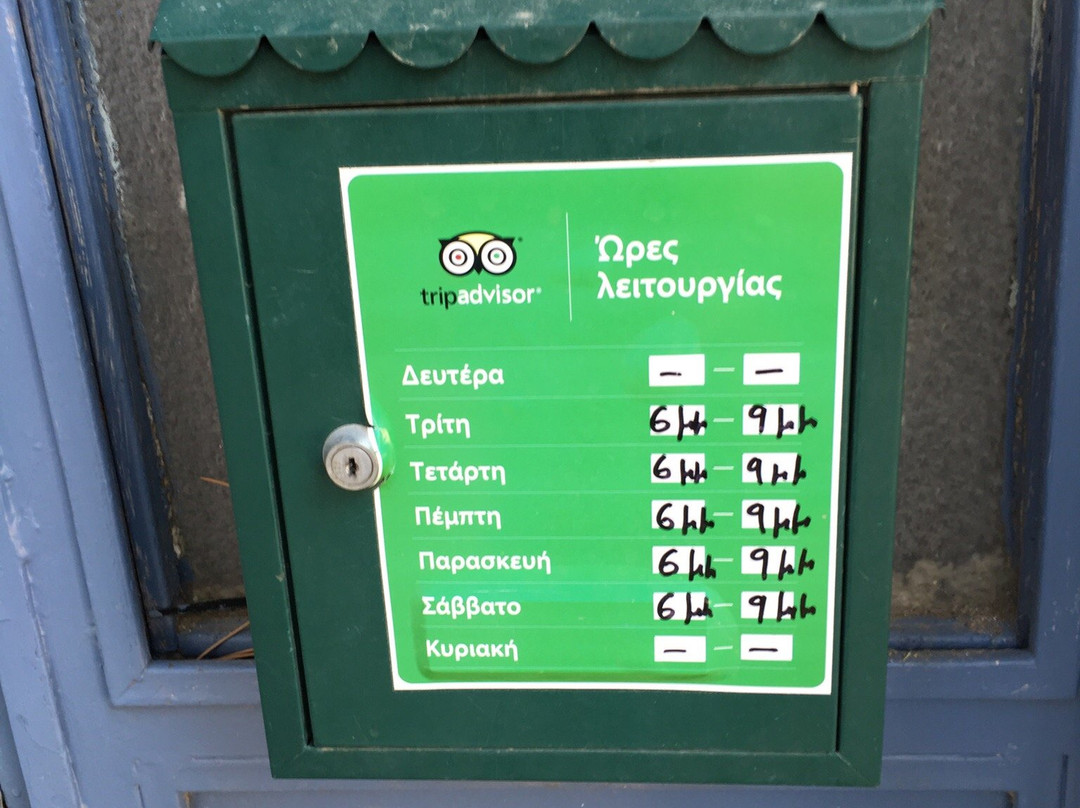 tripadvisor®
Ώρες
λειτουργίας
Δευτέρα – – –
Τρίτη 6μμ – 9μμ
Τετάρτη 6μμ – 9μμ
Πέμπτη 6μμ – 9μμ
Παρασκευή 6μμ – 9μμ
Σάββατο 6μμ – 9μμ
Κυριακή – – –